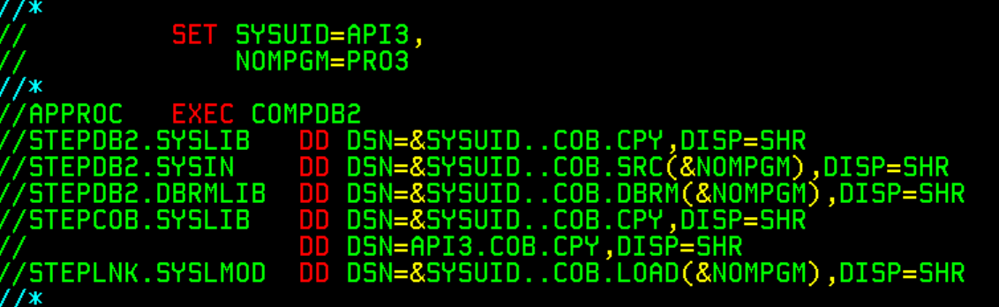 //*
//         SET SYSUID=API3,
//             NOMPGM=PRO3
//*
//APPROC   EXEC COMPDB2
//STEPDB2.SYSLIB   DD DSN=&SYSUID..COB.CPY,DISP=SHR
//STEPDB2.SYSIN    DD DSN=&SYSUID..COB.SRC(&NOMPGM),DISP=SHR
//STEPDB2.DBRMLIB  DD DSN=&SYSUID..COB.DBRM(&NOMPGM),DISP=SHR
//STEPCOB.SYSLIB   DD DSN=&SYSUID..COB.CPY,DISP=SHR
//                 DD DSN=API3.COB.CPY,DISP=SHR
//STEPLNK.SYSLMOD  DD DSN=&SYSUID..COB.LOAD(&NOMPGM),DISP=SHR
//*